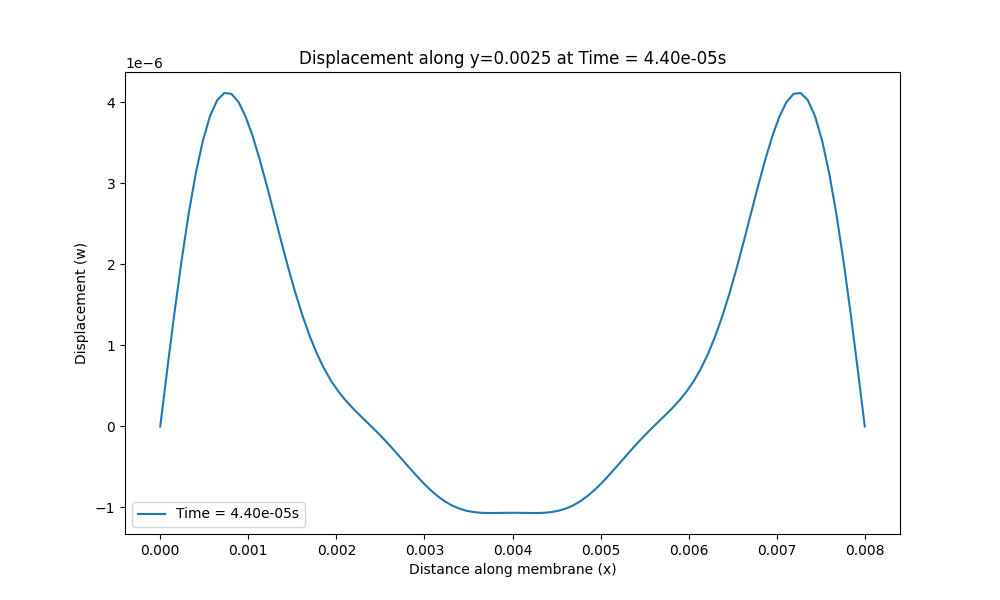 Displacement along y=0.0025 at Time = 4.40e-05s
1e−6
4
3
2
1
0
−1
Displacement (w)
Time = 4.40e-05s
0.000 0.001 0.002 0.003 0.004 0.005 0.006 0.007 0.008
Distance along membrane (x)